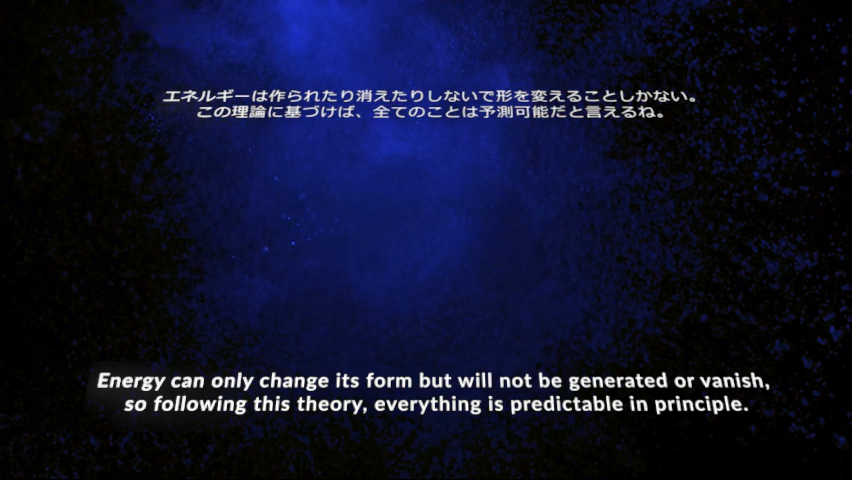 エネルギーは作られたり消えたりしないで形を変えることしかない。
この理論に基づけば、全てのことは予測可能だと言えるね。
Energy can only change its form but will not be generated or vanish,
so following this theory, everything is predictable in principle.